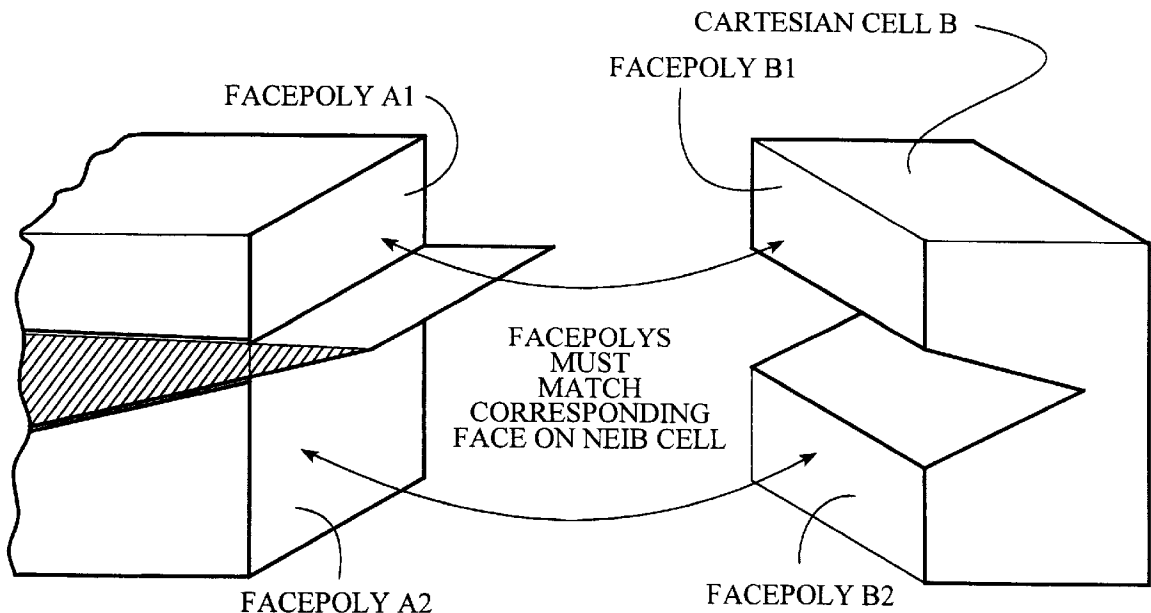 CARTESIAN CELL B
FACEPOLY B1
FACEPOLY A1
FACEPOLYS
MUST
MATCH
CORRESPONDING
FACE ON NEIB CELL
FACEPOLY A2
FACEPOLY B2